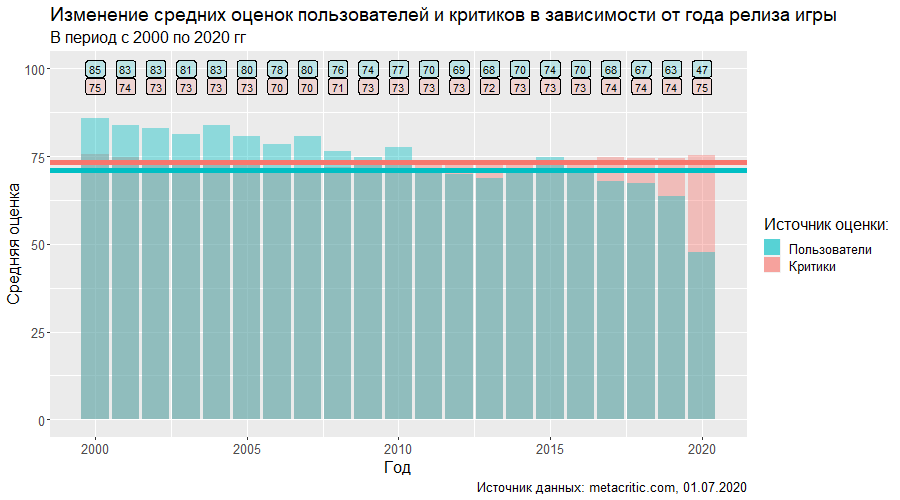 Изменение средних оценок пользователей и критиков в зависимости от года релиза игры
В период с 2000 по 2020 гг
100
85 83 83 81 83 80 78 80 76 74 77 70 69 68 70 74 70 68 67 63 47
75 74 73 73 73 73 70 70 71 73 73 73 73 72 73 73 73 74 74 74 75
75
50
25
0
Средняя оценка
2000 2005 2010 2015 2020
Год
Источник оценки:
Пользователи
Критики
Источник данных: metacritic.com, 01.07.2020